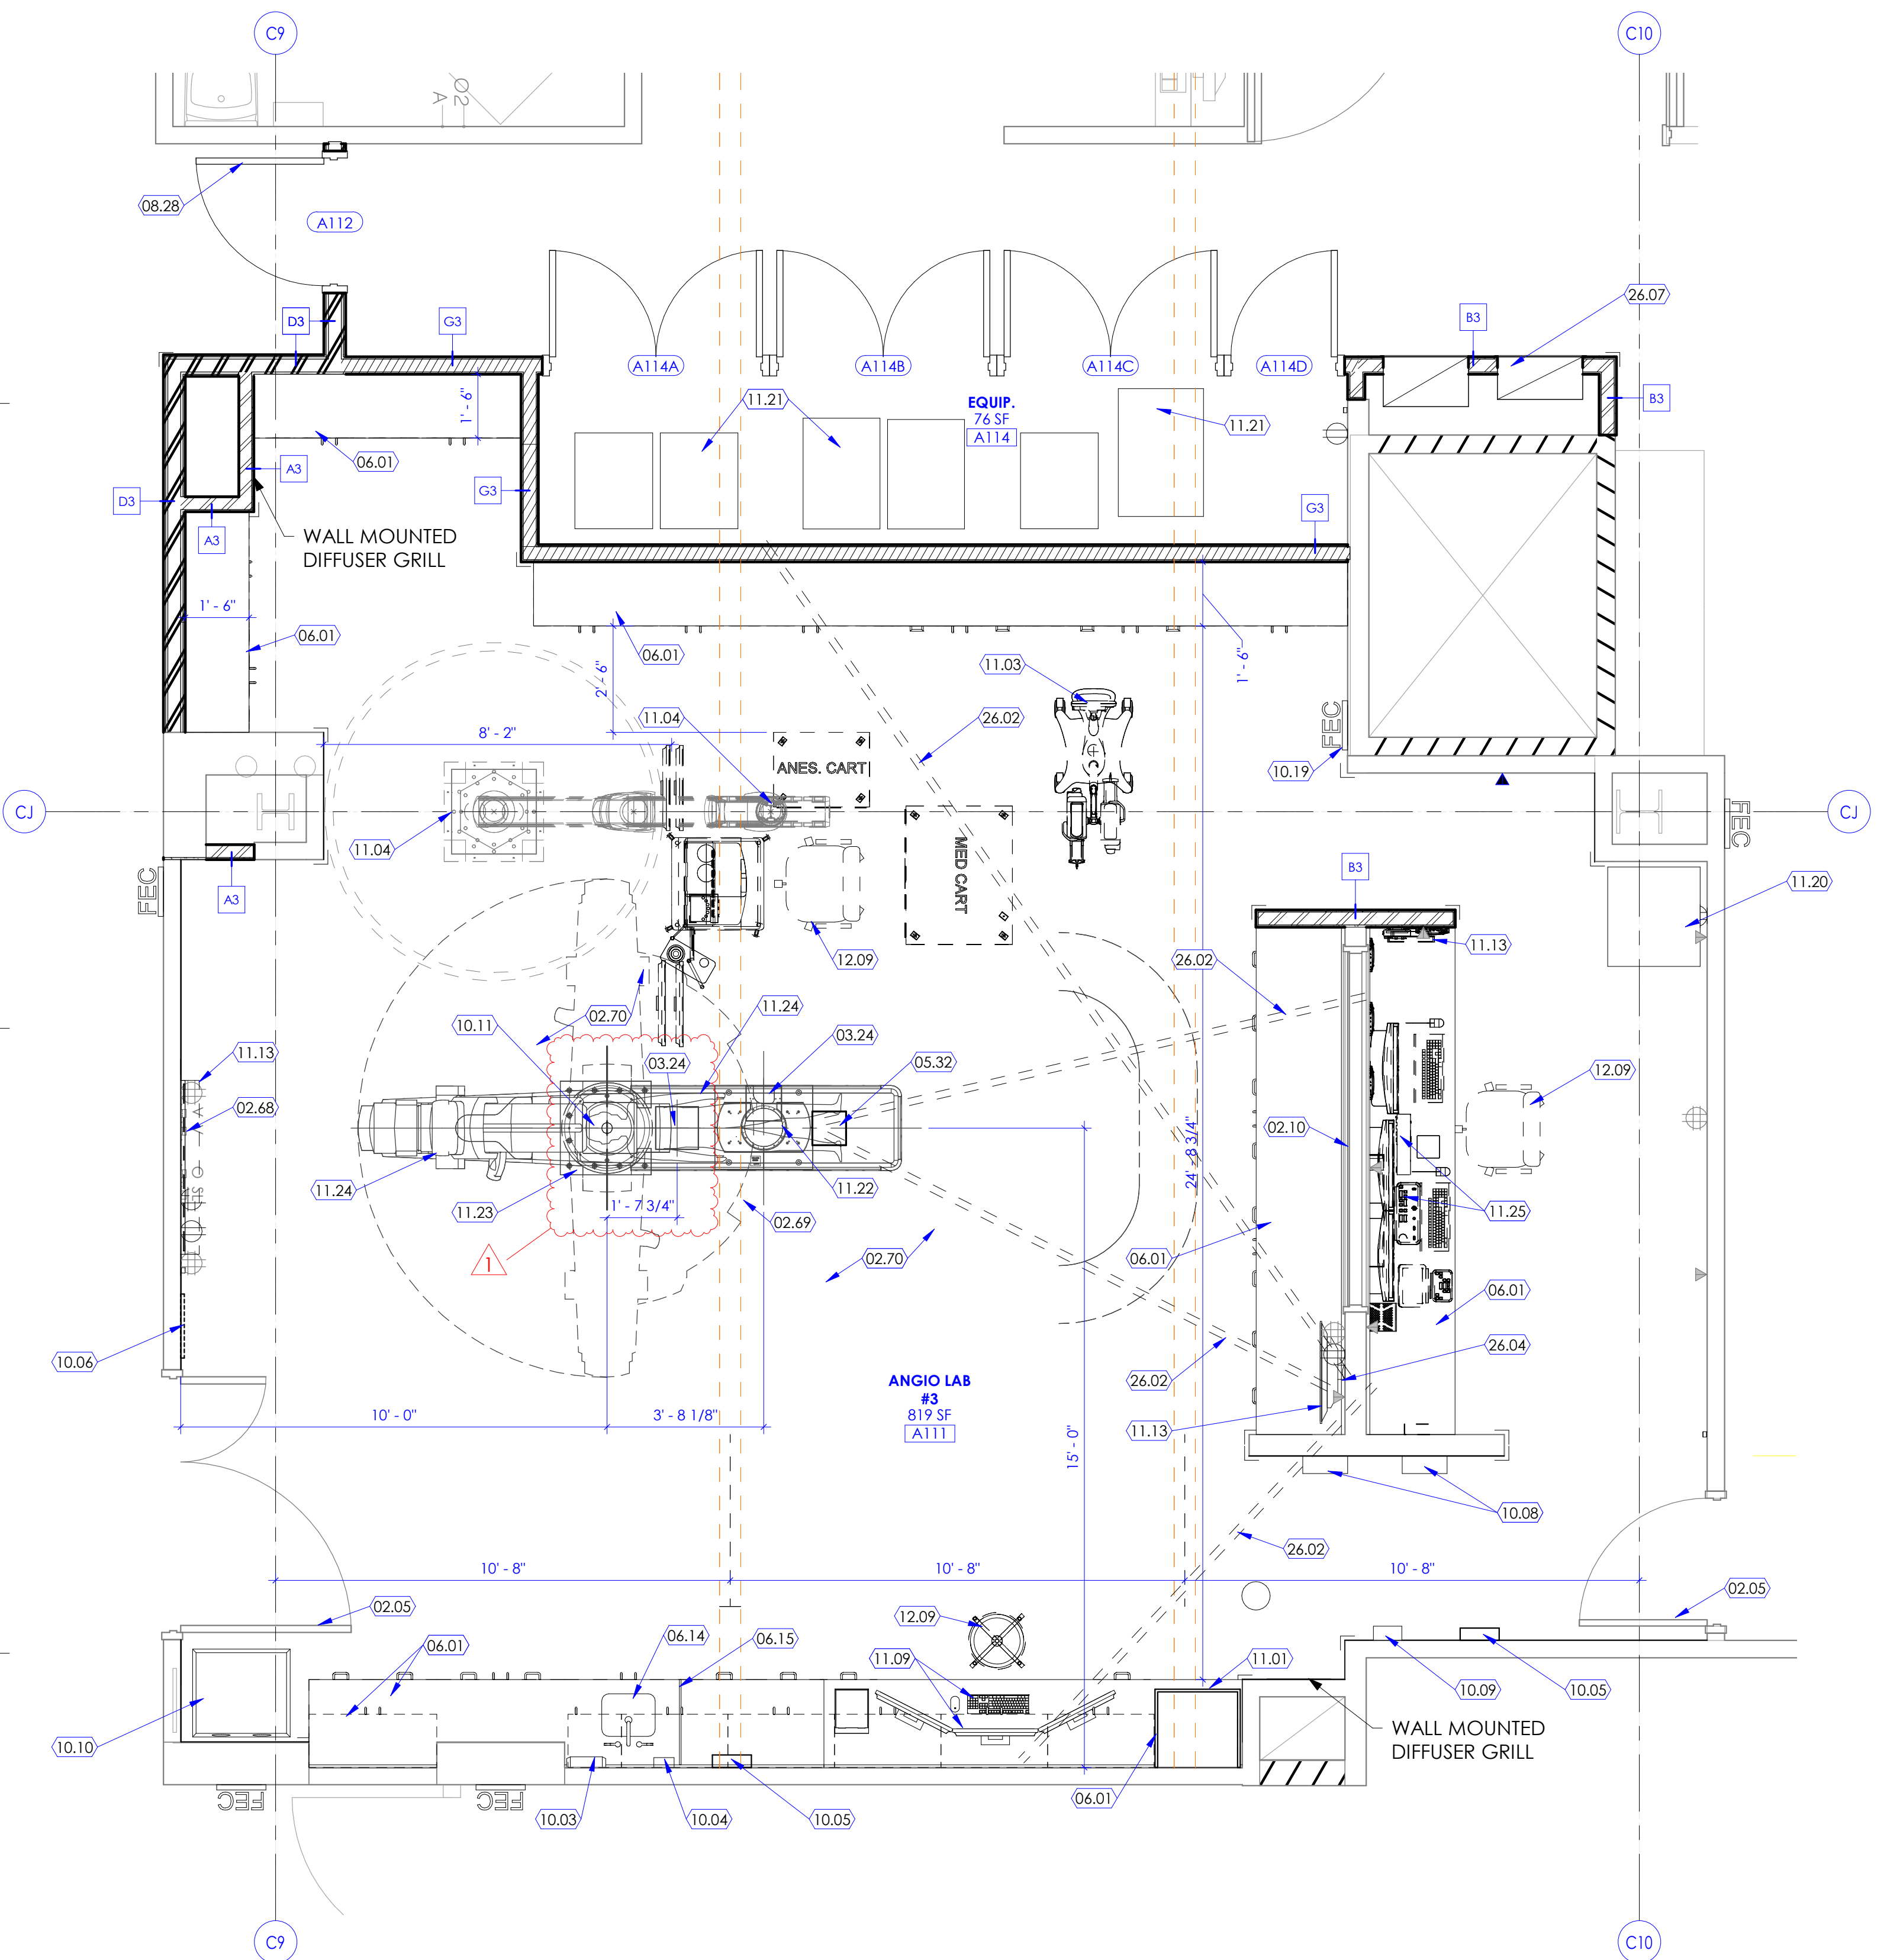 C9
C10
O2
A
08.28
A112
26.07
D3
G3
B3
A114A
A114B
A114C
A114D
1' - 6"
11.21
EQUIP.
76 SF
A114
11.21
B3
06.01
A3
D3
G3
G3
A3
WALL MOUNTED
DIFFUSER GRILL
1' - 6"
06.01
06.01
2' - 6"
11.03
1' - 6"
11.04
26.02
8' - 2"
FEC
ANES. CART
10.19
CJ
CJ
FEC
11.04
MED CART
B3
FEC
A3
11.20
12.09
26.02
11.13
11.24
02.70
10.11
03.24
03.24
05.32
11.13
12.09
02.68
02.10
24' - 8 3/4"
11.24
11.23
11.22
1' - 7 3/4"
11.25
02.69
1
02.70
06.01
06.01
10.06
26.04
26.02
ANGIO LAB
#3
819 SF
A111
10' - 0"
3' - 8 1/8"
11.13
15' - 0"
10.08
26.02
10' - 8"
10' - 8"
10' - 8"
02.05
02.05
12.09
06.14
06.15
06.01
11.09
11.01
10.09
10.05
10.10
WALL MOUNTED
DIFFUSER GRILL
FEC
FEC
06.01
10.03
10.04
10.05
C9
C10